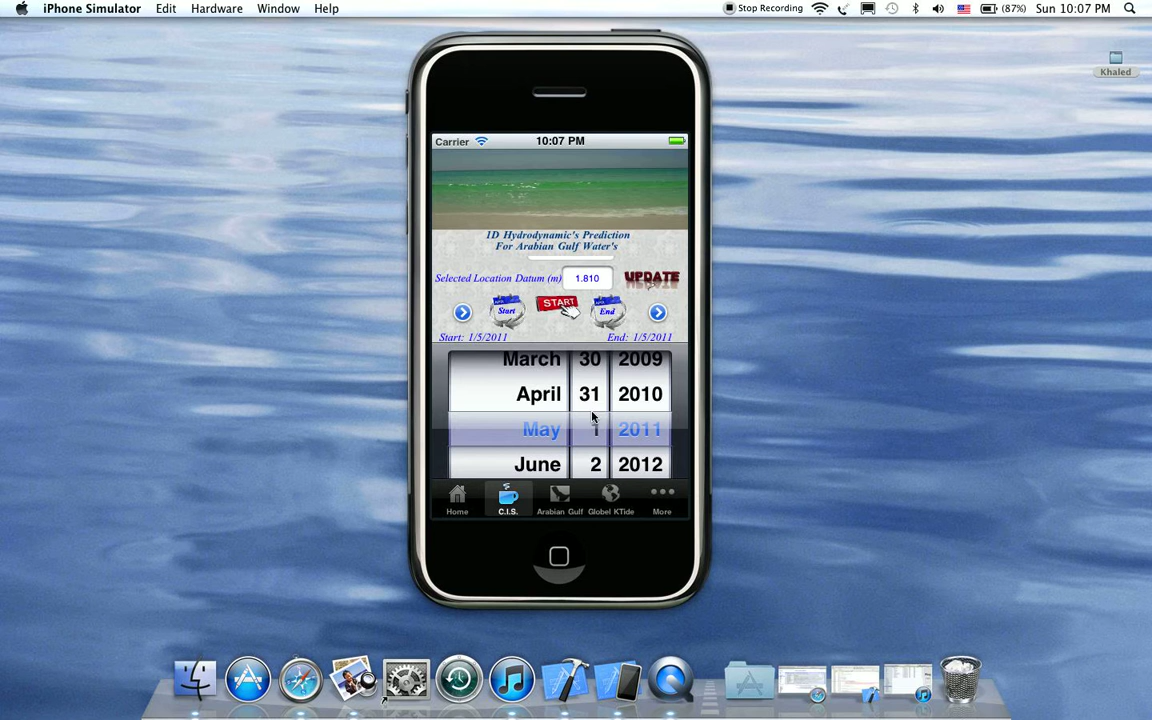 iPhone Simulator Edit Hardware Window Help Stop Recording (87%) Sun 10:07 PM
Khaled
Carrier 10:07 PM
1D Hydrodynamic's Prediction
For Arabian Gulf Water's
Selected Location Datum (m) 1.810 UPDATE
Start START End
Start: 1/5/2011 End: 1/5/2011
March 30 2009
April 31 2010
May 1 2011
June 2 2012
Home C.I.S. Arabian Gulf Globel KTide More